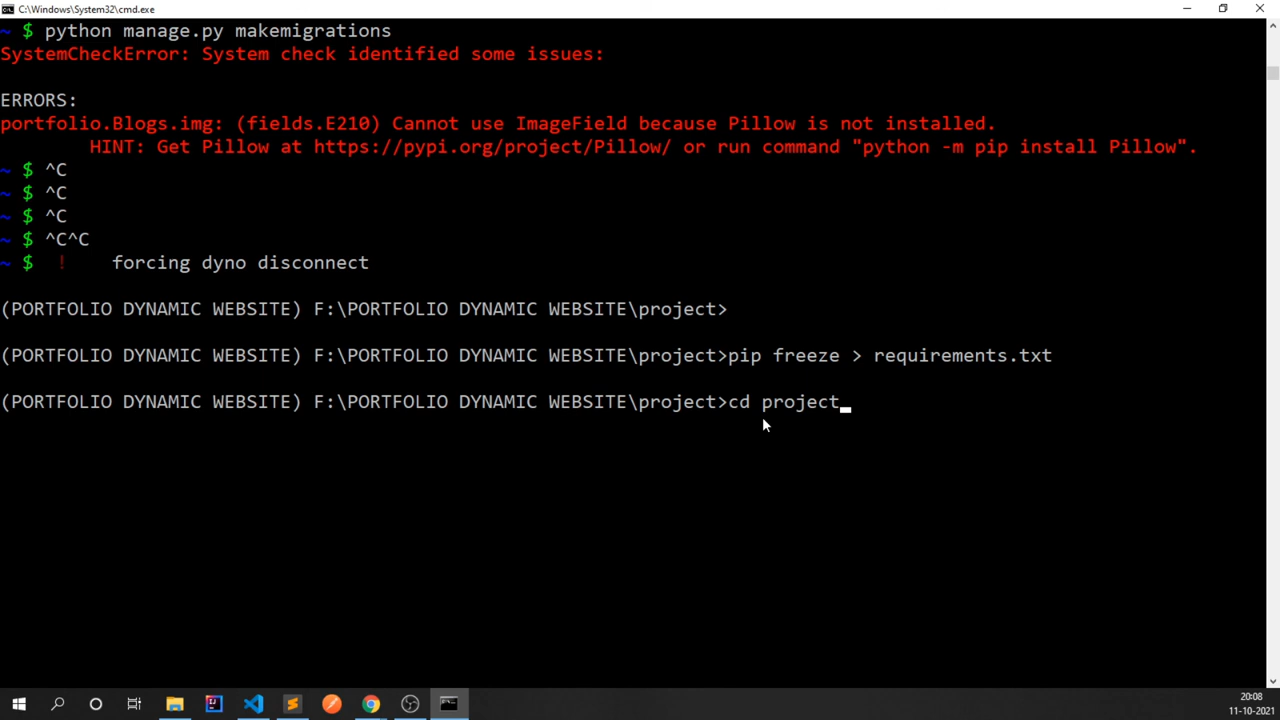 C:\Windows\System32\cmd.exe
~ $ python manage.py makemigrations
SystemCheckError: System check identified some issues:
ERRORS:
portfolio.Blogs.img: (fields.E210) Cannot use ImageField because Pillow is not installed.
HINT: Get Pillow at https://pypi.org/project/Pillow/ or run command "python -m pip install Pillow".
~ $ ^C
~ $ ^C
~ $ ^C
~ $ ^C^C
~ $ ! forcing dyno disconnect
(PORTFOLIO DYNAMIC WEBSITE) F:\PORTFOLIO DYNAMIC WEBSITE\project>
(PORTFOLIO DYNAMIC WEBSITE) F:\PORTFOLIO DYNAMIC WEBSITE\project>pip freeze > requirements.txt
(PORTFOLIO DYNAMIC WEBSITE) F:\PORTFOLIO DYNAMIC WEBSITE\project>cd project_
20:08
11-10-2021